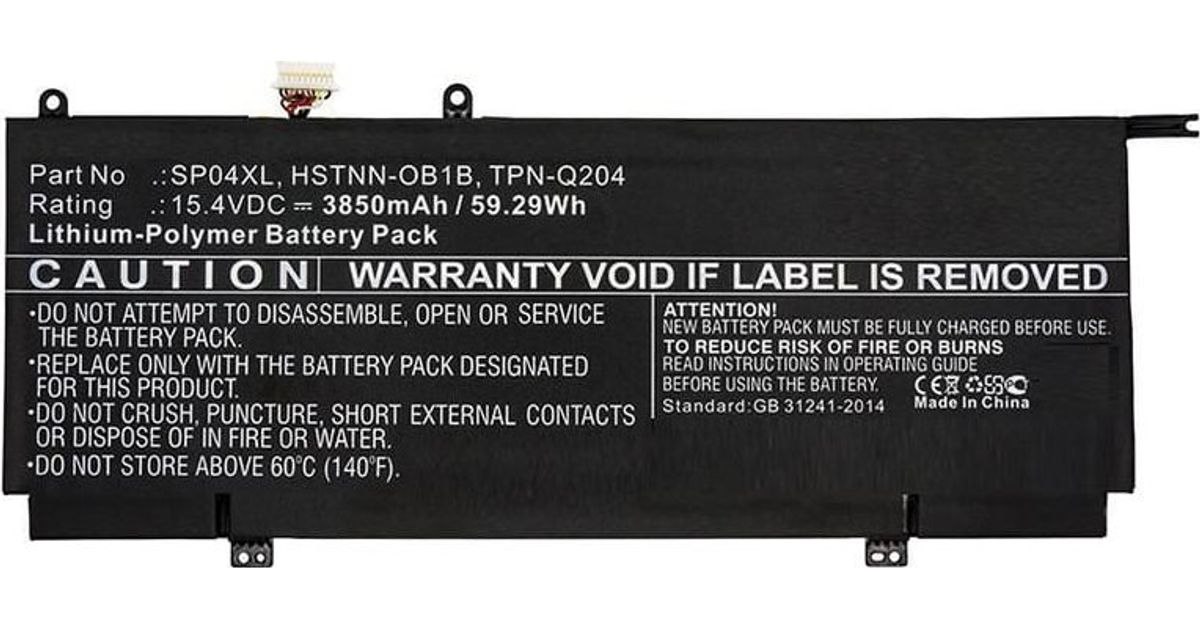 Part No .: SP04XL, HSTNN-OB1B, TPN-Q204
Rating .: 15.4VDC ⎓ 3850mAh / 59.29Wh
Lithium-Polymer Battery Pack
CAUTION WARRANTY VOID IF LABEL IS REMOVED
•DO NOT ATTEMPT TO DISASSEMBLE, OPEN OR SERVICE
THE BATTERY PACK.
•REPLACE ONLY WITH THE BATTERY PACK DESIGNATED
FOR THIS PRODUCT.
•DO NOT CRUSH, PUNCTURE, SHORT EXTERNAL CONTACTS
OR DISPOSE OF IN FIRE OR WATER.
•DO NOT STORE ABOVE 60°C (140°F).
ATTENTION!
NEW BATTERY PACK MUST BE FULLY CHARGED BEFORE USE.
TO REDUCE RISK OF FIRE OR BURNS
READ INSTRUCTIONS IN OPERATING GUIDE
BEFORE USING THE BATTERY. CE
Standard:GB 31241-2014 Made In China